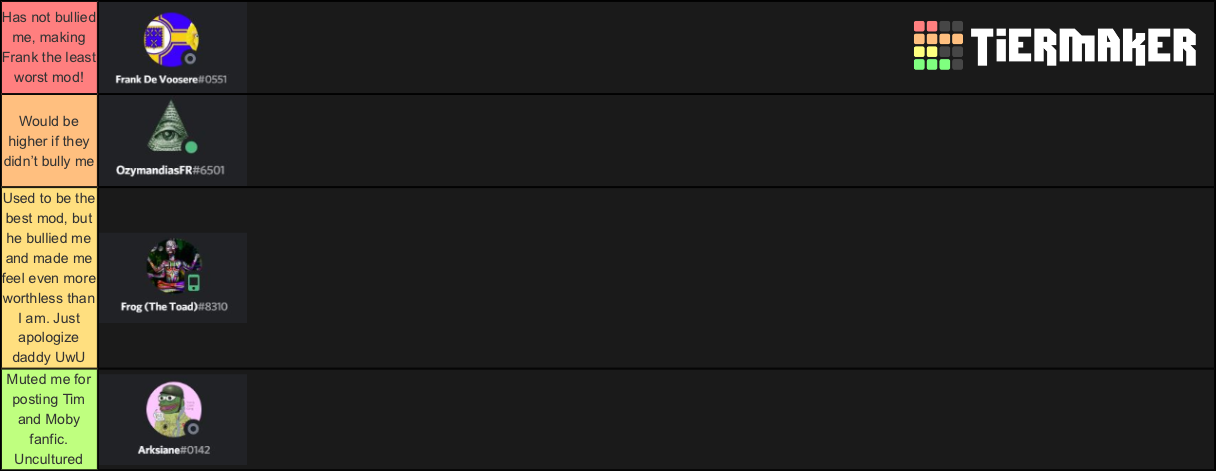 Has not bullied
me, making
Frank the least
worst mod!
Frank De Voosere#0551
TiERMAKER
Would be
higher if they
didn’t bully me
OzymandiasFR#6501
Used to be the
best mod, but
he bullied me
and made me
feel even more
worthless than
I am. Just
apologize
daddy UwU
Frog (The Toad)#8310
Muted me for
posting Tim
and Moby
fanfic.
Uncultured
Arksiane#0142